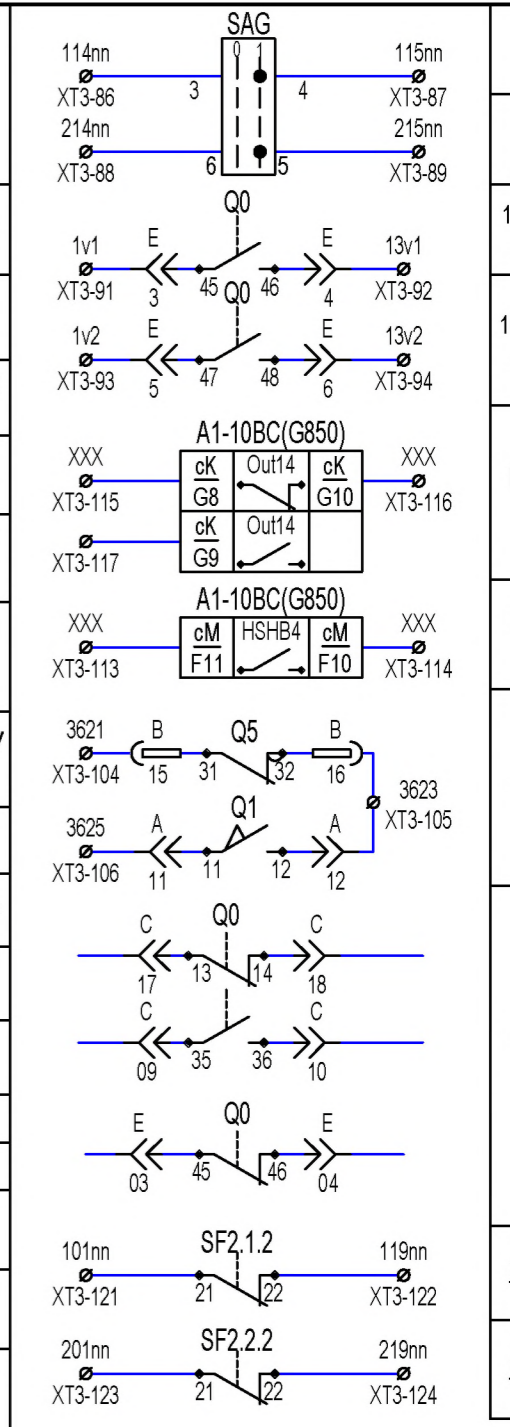 SAG
0 1
114nn 115nn
3 4
XT3-86 XT3-87
214nn 215nn
6 5
XT3-88 XT3-89
Q0
1v1 E E 13v1
XT3-91 3 45 46 4 XT3-92
Q0
1v2 E E 13v2
XT3-93 5 47 48 6 XT3-94
A1-10BC(G850)
XXX cK Out14 cK XXX
XT3-115 G8 G10 XT3-116
cK Out14
XT3-117 G9
A1-10BC(G850)
XXX cM HSHB4 cM XXX
XT3-113 F11 F10 XT3-114
3621 B Q5 B
XT3-104 15 31 32 16
3623
XT3-105
3625 A Q1 A
XT3-106 11 11 12 12
C Q0 C
17 13 14 18
C C
09 35 36 10
E Q0 E
03 45 46 04
101nn SF2.1.2 119nn
XT3-121 21 22 XT3-122
201nn SF2.2.2 219nn
XT3-123 21 22 XT3-124
1
1